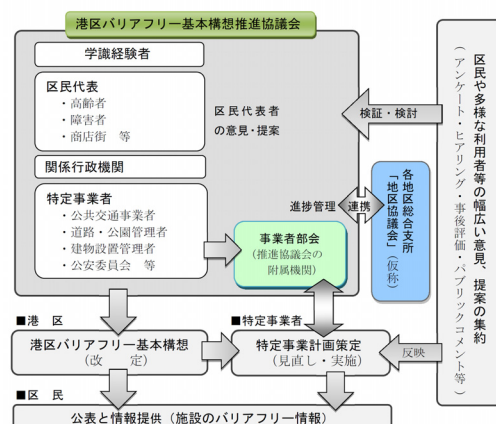 港区バリアフリー基本構想推進協議会
学識経験者
区民代表
・高齢者
・障害者
・商店街 等
関係行政機関
特定事業者
・公共交通事業者
・道路・公園管理者
・建物設置管理者
・公安委員会 等
区民代表者
の意見・提案
事業者部会
(推進協議会の
附属機関)
進捗管理
連携
検証・検討
各地区総合支所
「地区協議会」(仮称)
区民や多様な利用者等の幅広い意見、提案の集約
(アンケート・ヒアリング・事後評価・パブリックコメント等)
■港 区
港区バリアフリー基本構想
(改 定)
■特定事業者
特定事業計画策定
(見直し・実施)
反映
■区 民
公表と情報提供(施設のバリアフリー情報)